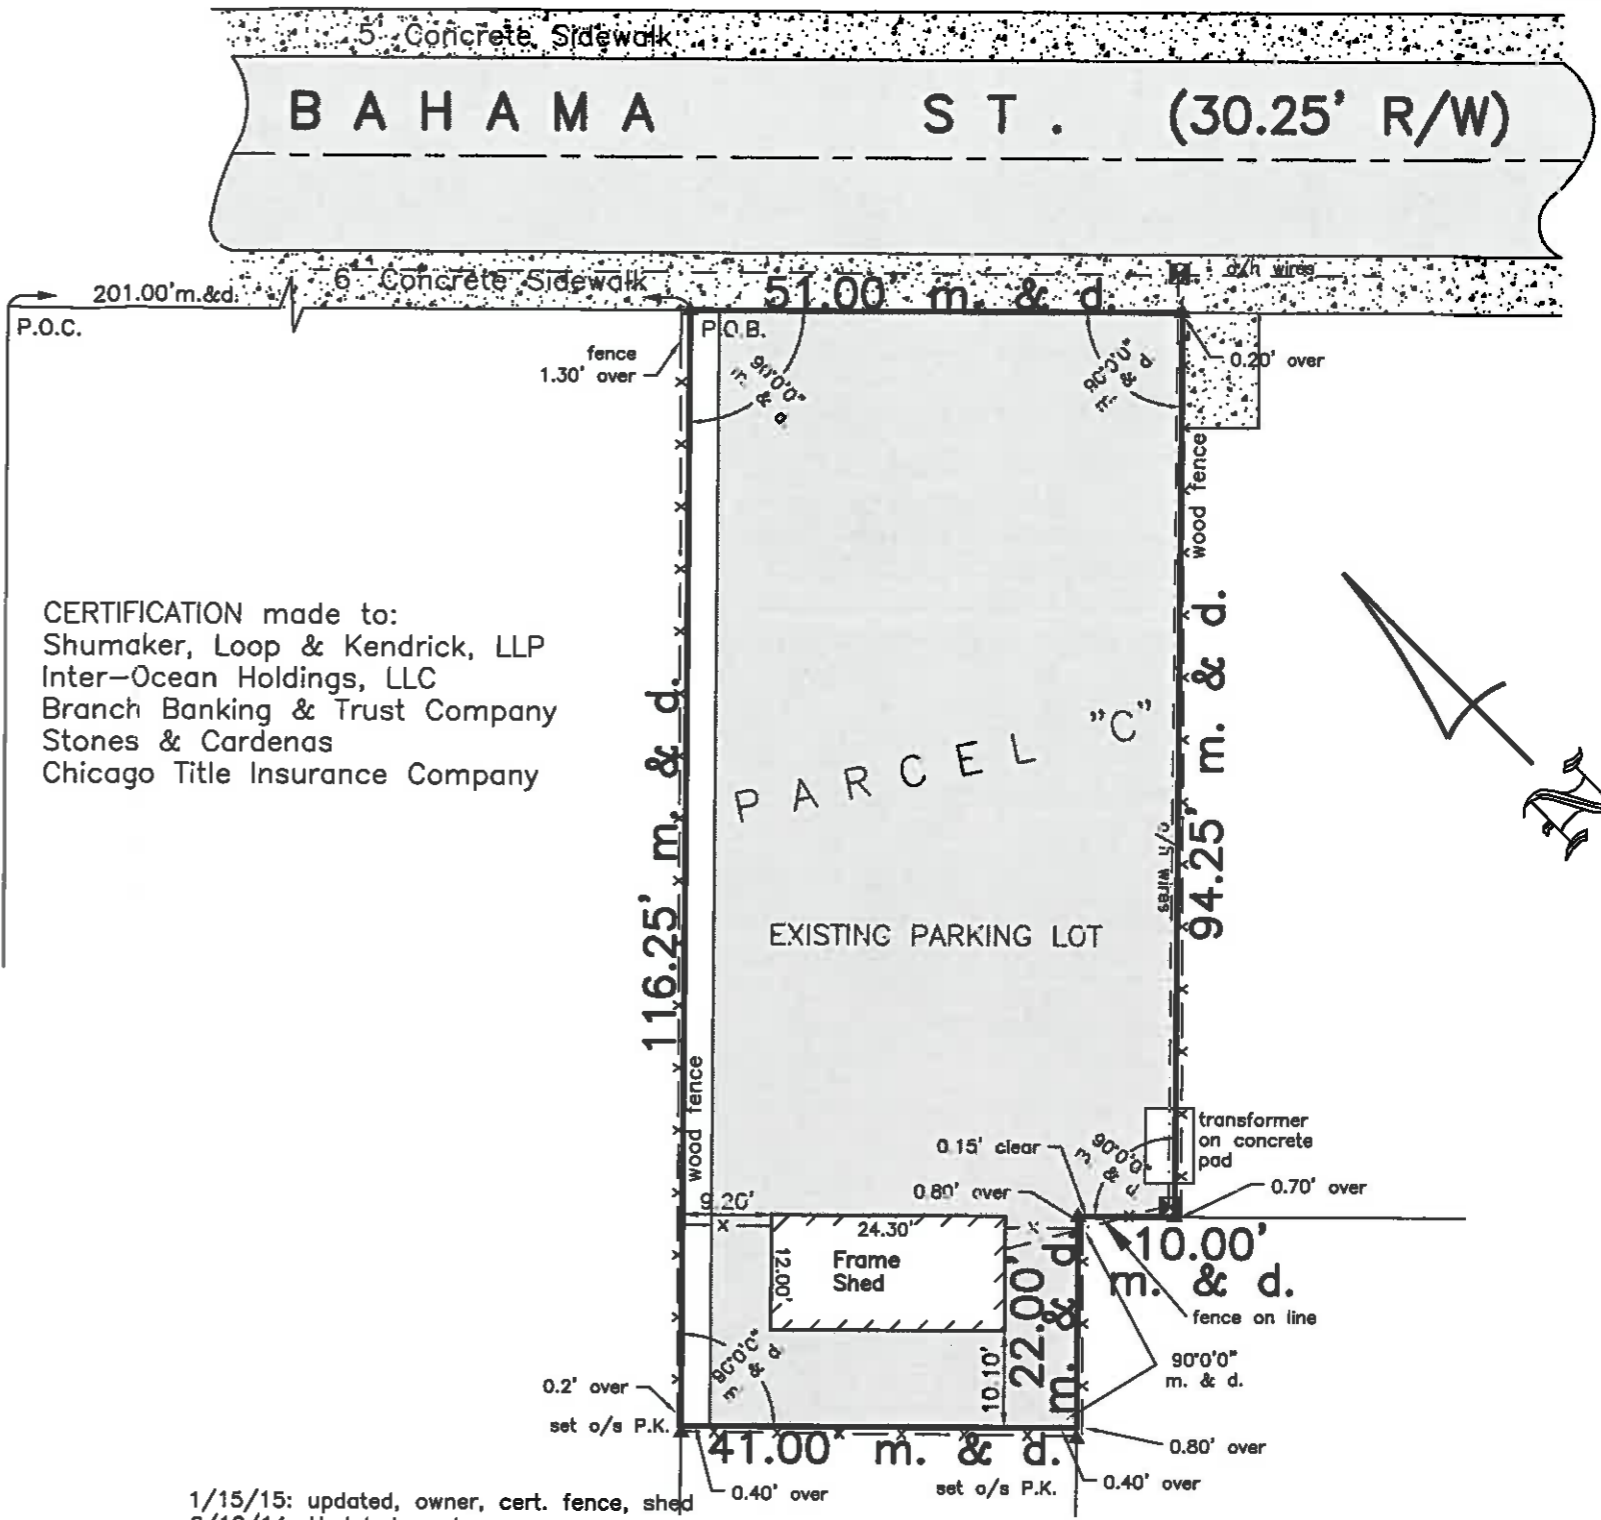 5' Concrete Sidewalk
BAHAMA ST. (30.25' R/W)
o/h wires
6' Concrete Sidewalk
201.00'm.&d.
51.00' m. & d.
P.O.C.
P.O.B.
fence
1.30' over
90°0'0"
m. & d.
90°0'0"
m. & d.
0.20' over
wood fence
CERTIFICATION made to:
Shumaker, Loop & Kendrick, LLP
Inter-Ocean Holdings, LLC
Branch Banking & Trust Company
Stones & Cardenas
Chicago Title Insurance Company
116.25' m. & d.
94.25' m. & d.
PARCEL "C"
N
o/h wires
EXISTING PARKING LOT
wood fence
transformer
on concrete
pad
0.15' clear
90°0'0"
m. & d.
0.80' over
0.70' over
9.20'
24.30'
12.00'
Frame
Shed
22.00' m. & d.
10.00'
m. & d.
fence on line
90°0'0"
m. & d.
10.10'
90°0'0"
m. & d.
0.2' over
set o/s P.K.
41.00' m. & d.
0.80' over
0.40' over
set o/s P.K.
0.40' over
1/15/15: updated, owner, cert. fence, shed